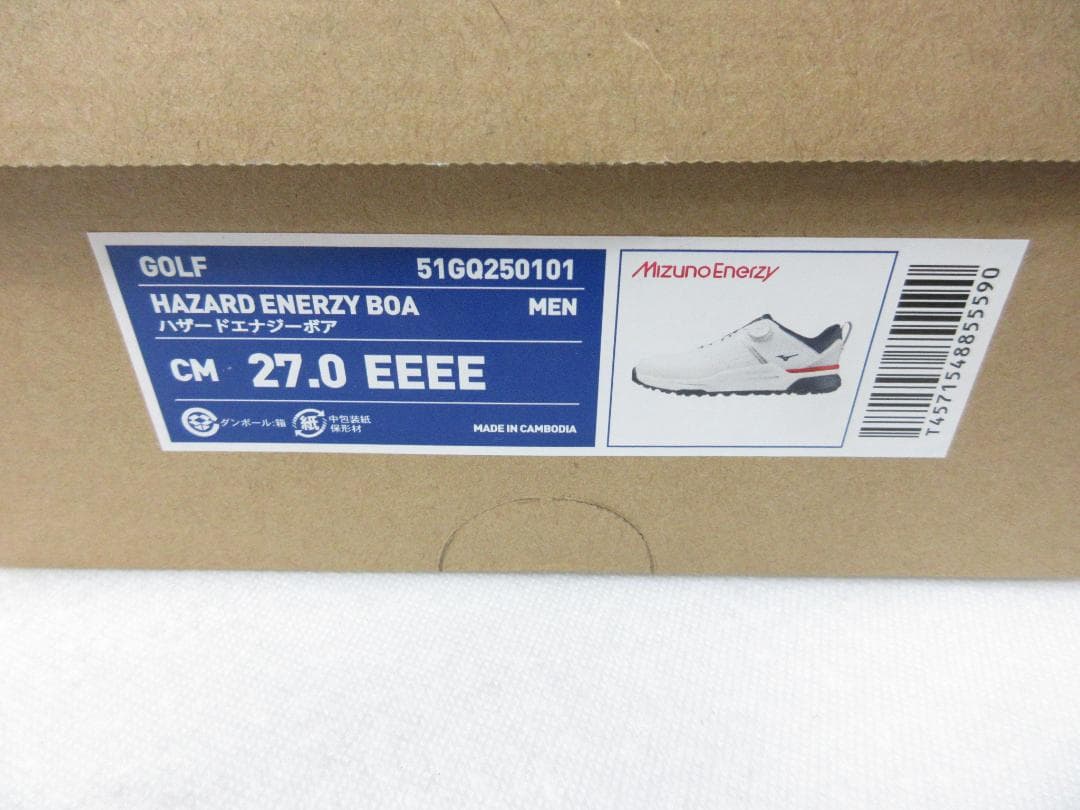 GOLF 51GQ250101
HAZARD ENERZY BOA MEN
ハザードエナジーボア
CM 27.0 EEEE
ダンボール:箱
紙 中包装紙
保形材
MADE IN CAMBODIA
MIZUNO ENERZY
T4571548855590